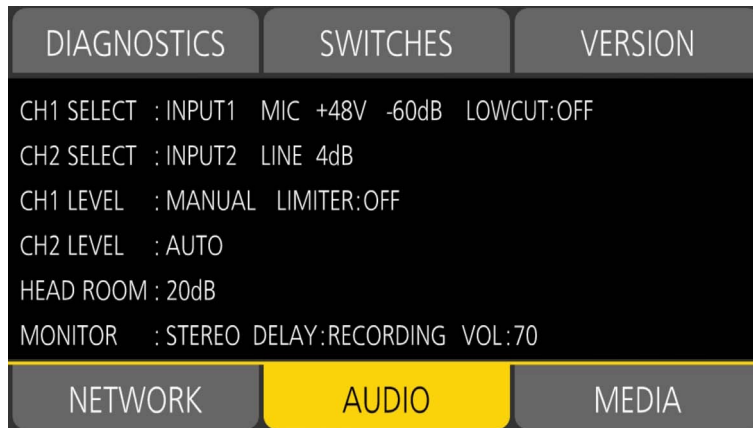 DIAGNOSTICS SWITCHES VERSION
CH1 SELECT : INPUT1 MIC +48V -60dB LOWCUT:OFF
CH2 SELECT : INPUT2 LINE 4dB
CH1 LEVEL : MANUAL LIMITER:OFF
CH2 LEVEL : AUTO
HEAD ROOM : 20dB
MONITOR : STEREO DELAY:RECORDING VOL:70
NETWORK AUDIO MEDIA